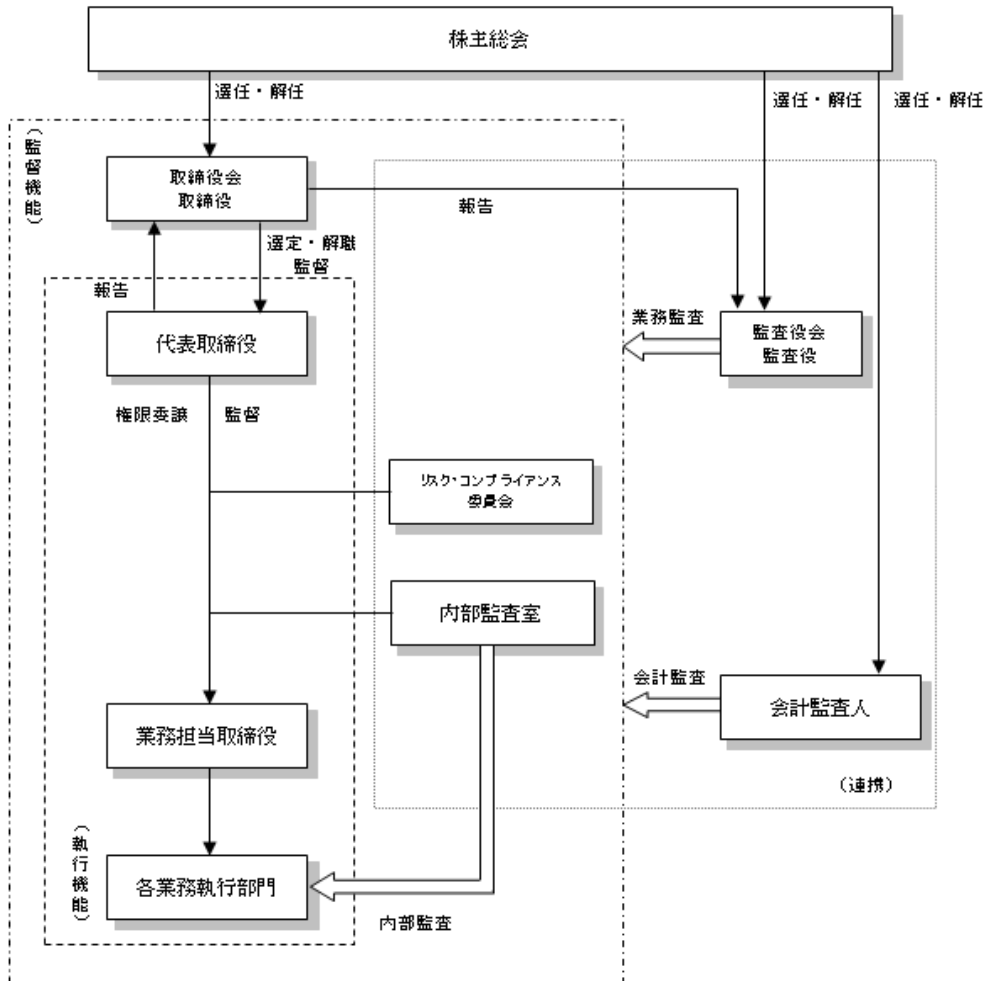 株主総会
選任・解任
選任・解任
選任・解任
（監督機能）
取締役会
取締役
報告
選定・解職
監督
報告
代表取締役
業務監査
監査役会
監査役
権限委譲
監督
リスク・コンプライアンス
委員会
内部監査室
会計監査
会計監査人
業務担当取締役
（連携）
（執行機能）
各業務執行部門
内部監査